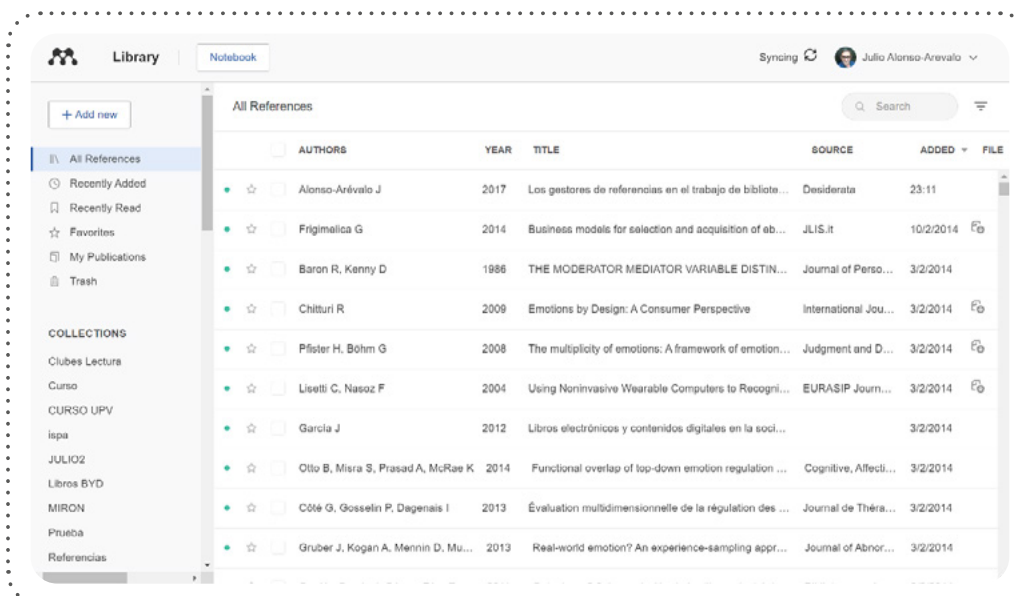 Library
Notebook
Syncing
Julio Alonso-Arevalo
+ Add new
All References
Recently Added
Recently Read
Favorites
My Publications
Trash
COLLECTIONS
Clubes Lectura
Curso
CURSO UPV
ispa
JULIO2
Libros BYD
MIRON
Prueba
Referencias
All References
Search
AUTHORS YEAR TITLE SOURCE ADDED FILE
Alonso-Arévalo J 2017 Los gestores de referencias en el trabajo de bibliote... Desiderata 23:11
Frigimelica G 2014 Business models for selection and acquisition of eb... JLIS.it 10/2/2014
Baron R, Kenny D 1986 THE MODERATOR MEDIATOR VARIABLE DISTIN... Journal of Perso... 3/2/2014
Chitturi R 2009 Emotions by Design: A Consumer Perspective International Jou... 3/2/2014
Pfister H, Böhm G 2008 The multiplicity of emotions: A framework of emotion... Judgment and D... 3/2/2014
Lisetti C, Nasoz F 2004 Using Noninvasive Wearable Computers to Recogni... EURASIP Journ... 3/2/2014
García J 2012 Libros electrónicos y contenidos digitales en la soci... 3/2/2014
Otto B, Misra S, Prasad A, McRae K 2014 Functional overlap of top-down emotion regulation ... Cognitive, Affecti... 3/2/2014
Côté G, Gosselin P, Dagenais I 2013 Évaluation multidimensionnelle de la régulation des ... Journal de Théra... 3/2/2014
Gruber J, Kogan A, Mennin D, Mu... 2013 Real-world emotion? An experience-sampling appr... Journal of Abnor... 3/2/2014